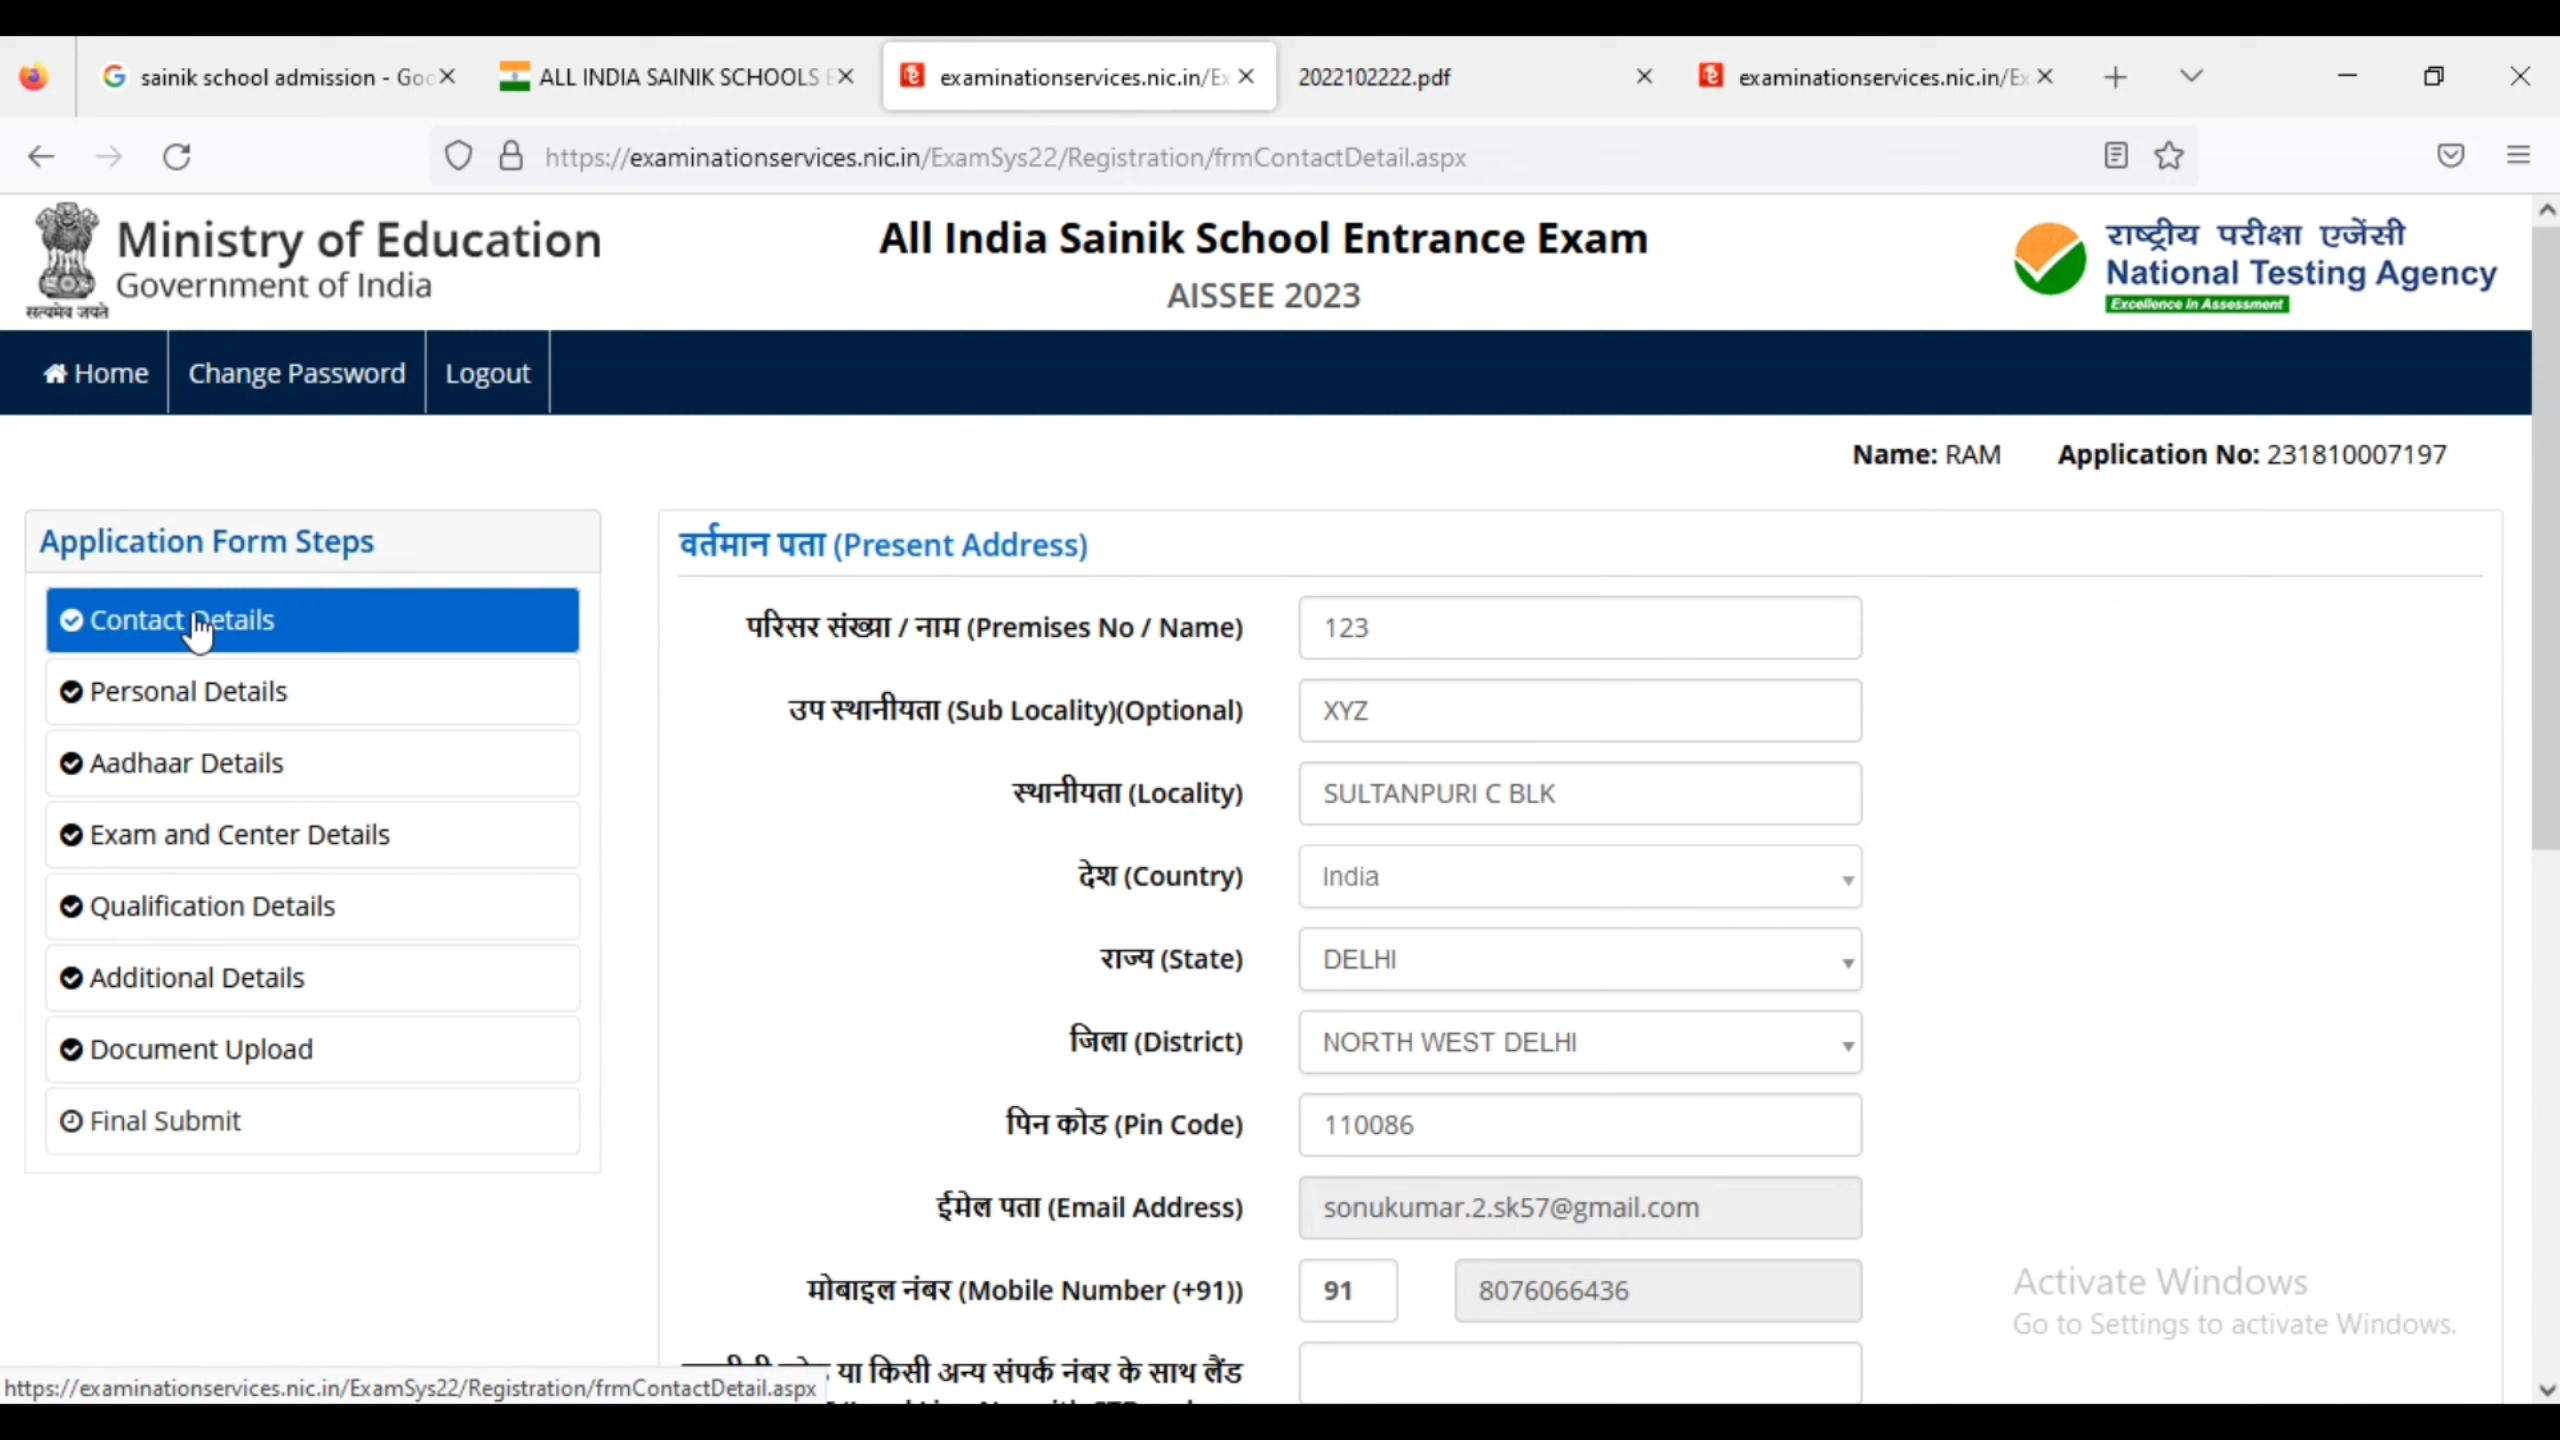 sainik school admission - Goo
ALL INDIA SAINIK SCHOOLS E
examinationservices.nic.in/Ex
2022102222.pdf
examinationservices.nic.in/Ex
https://examinationservices.nic.in/ExamSys22/Registration/frmContactDetail.aspx
सत्यमेव जयते
Ministry of Education
Government of India
All India Sainik School Entrance Exam
AISSEE 2023
राष्ट्रीय परीक्षा एजेंसी
National Testing Agency
Excellence in Assessment
Home Change Password Logout
Name: RAM Application No: 231810007197
Application Form Steps
Contact Details
Personal Details
Aadhaar Details
Exam and Center Details
Qualification Details
Additional Details
Document Upload
Final Submit
वर्तमान पता (Present Address)
परिसर संख्या / नाम (Premises No / Name) 123
उप स्थानीयता (Sub Locality)(Optional) XYZ
स्थानीयता (Locality) SULTANPURI C BLK
देश (Country) India
राज्य (State) DELHI
जिला (District) NORTH WEST DELHI
पिन कोड (Pin Code) 110086
ईमेल पता (Email Address) sonukumar.2.sk57@gmail.com
मोबाइल नंबर (Mobile Number (+91)) 91 8076066436
या किसी अन्य संपर्क नंबर के साथ लैंड
Activate Windows
Go to Settings to activate Windows.
https://examinationservices.nic.in/ExamSys22/Registration/frmContactDetail.aspx